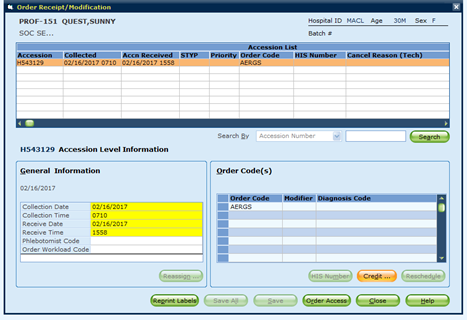 Order Receipt/Modification
PROF-151 QUEST,SUNNY Hospital ID MACL Age 30M Sex F
SOC SE... Batch #
Accession List
Accession Collected Accn Received STYP Priority Order Code HIS Number Cancel Reason (Tech)
H543129 02/16/2017 0710 02/16/2017 1558 AERGS
Search By Accession Number Search
H543129 Accession Level Information
General Information Order Code(s)
02/16/2017
Order Code Modifier Diagnosis Code
Collection Date 02/16/2017 AERGS
Collection Time 0710
Receive Date 02/16/2017
Receive Time 1558
Phlebotomist Code
Order Workload Code
Reassign ... HIS Number Credit ... Reschedule
Reprint Labels Save All Save Order Access Close Help